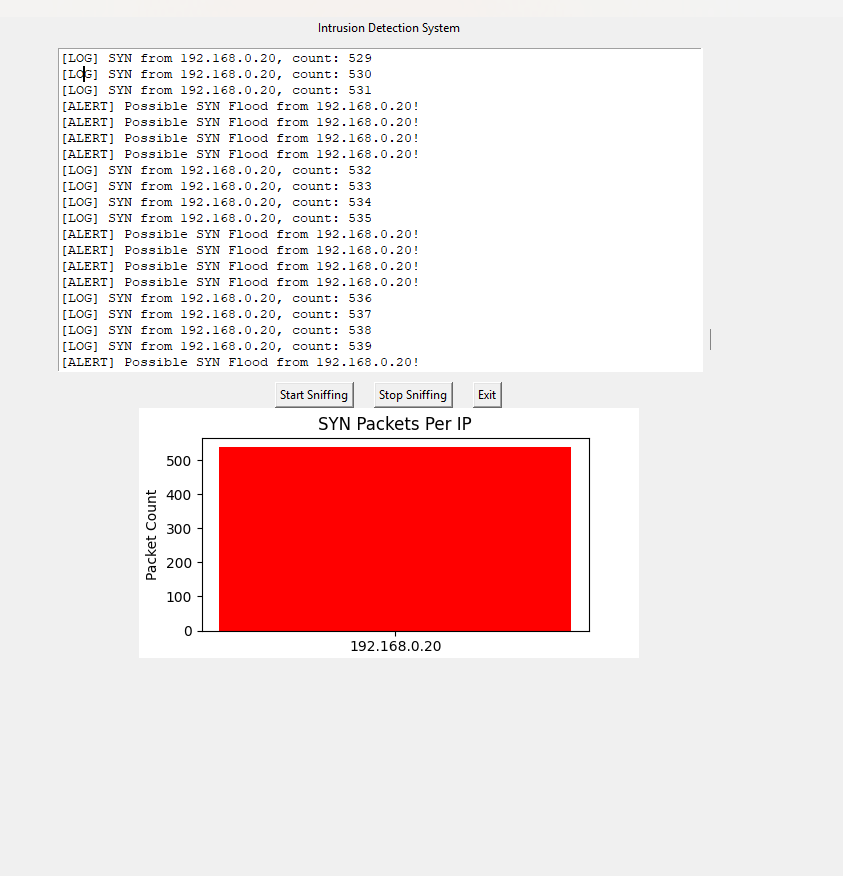 Intrusion Detection System
[LOG] SYN from 192.168.0.20, count: 529
[LOG] SYN from 192.168.0.20, count: 530
[LOG] SYN from 192.168.0.20, count: 531
[ALERT] Possible SYN Flood from 192.168.0.20!
[ALERT] Possible SYN Flood from 192.168.0.20!
[ALERT] Possible SYN Flood from 192.168.0.20!
[ALERT] Possible SYN Flood from 192.168.0.20!
[LOG] SYN from 192.168.0.20, count: 532
[LOG] SYN from 192.168.0.20, count: 533
[LOG] SYN from 192.168.0.20, count: 534
[LOG] SYN from 192.168.0.20, count: 535
[ALERT] Possible SYN Flood from 192.168.0.20!
[ALERT] Possible SYN Flood from 192.168.0.20!
[ALERT] Possible SYN Flood from 192.168.0.20!
[ALERT] Possible SYN Flood from 192.168.0.20!
[LOG] SYN from 192.168.0.20, count: 536
[LOG] SYN from 192.168.0.20, count: 537
[LOG] SYN from 192.168.0.20, count: 538
[LOG] SYN from 192.168.0.20, count: 539
[ALERT] Possible SYN Flood from 192.168.0.20!
Start Sniffing Stop Sniffing Exit
SYN Packets Per IP
Packet Count
500
400
300
200
100
0
192.168.0.20